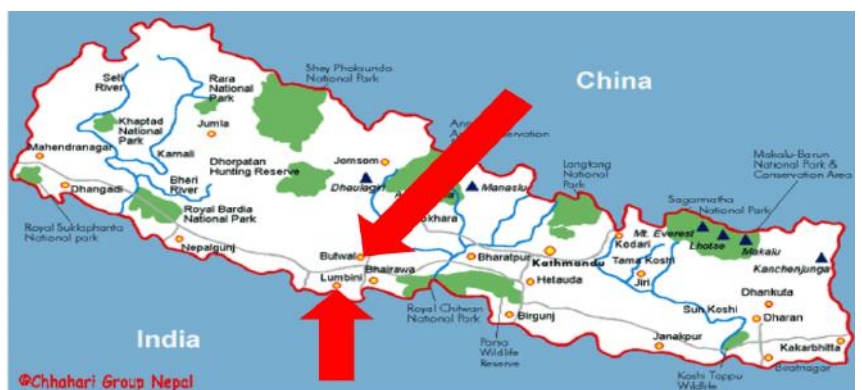 Shey Phoksundo
National Park
China
Seti
River
Rara
National
Park
Khaptad
National
Park
Jumla
Mahendranagar
Karnali
Dhorpatan
Hunting Reserve
Jomsom
Bheri
River
Dhangadi
Dhaulagiri
Manaslu
Langtang
National
Park
Makalu-Barun
National Park &
Conservation Area
Sagarmatha
National Park
Royal Suklaphanta
National park
Royal Bardia
National Park
Nepalgunj
Butwal
Lumbini
Bhairawa
Bharatpur
Kathmandu
Kodari
Mt. Everest
Lhotse
Makalu
Kanchenjunga
Tama Koshi
Jiri
Hetauda
Royal Chitwan
National Park
Birgunj
Parsa
Wildlife
Reserve
Sun Koshi
Dhankuta
Dharan
Janakpur
Kakarbhitta
Biratnagar
Koshi Tappu
Wildlife
India
@Chhahari Group Nepal